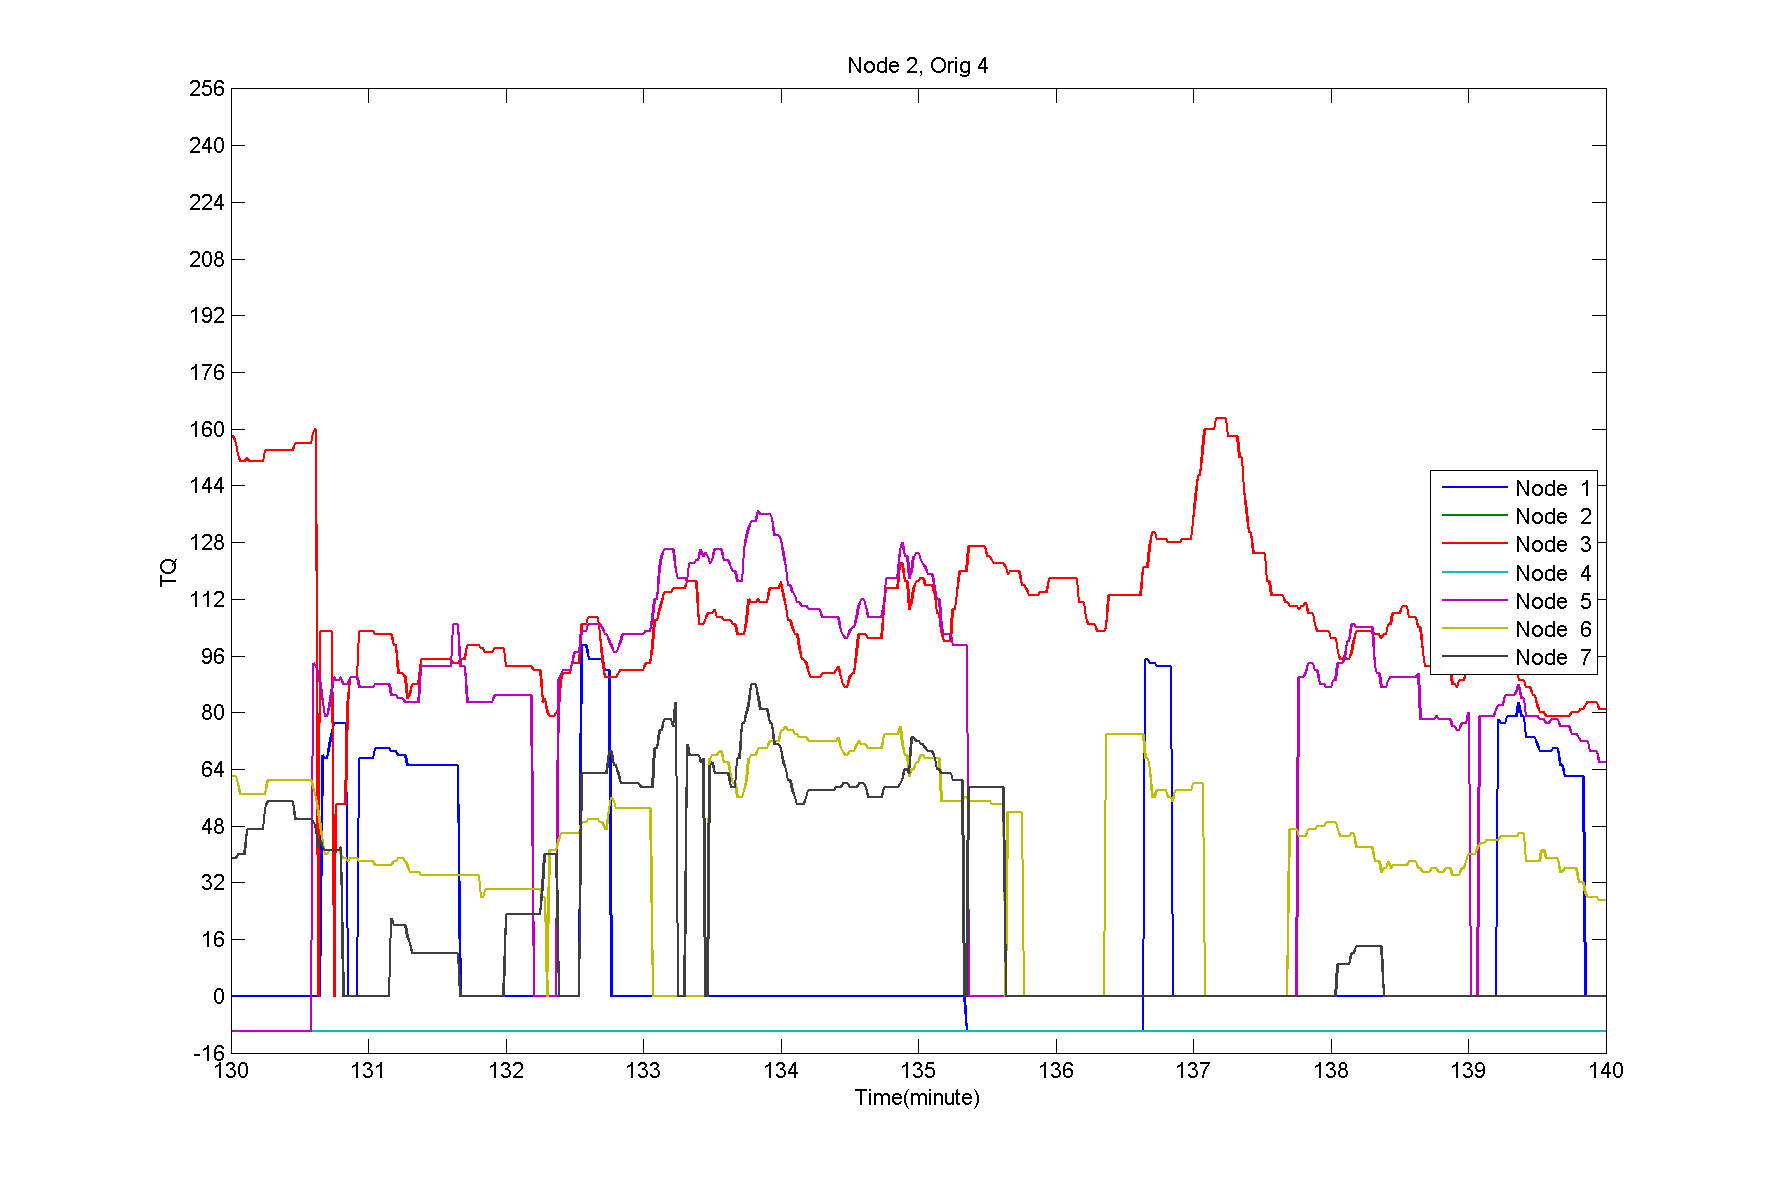 Node 2, Orig 4
256
240
224
208
192
176
160
144
128
112
96
80
64
48
32
16
0
-16
TQ
Node 1
Node 2
Node 3
Node 4
Node 5
Node 6
Node 7
130 131 132 133 134 135 136 137 138 139 140
Time(minute)